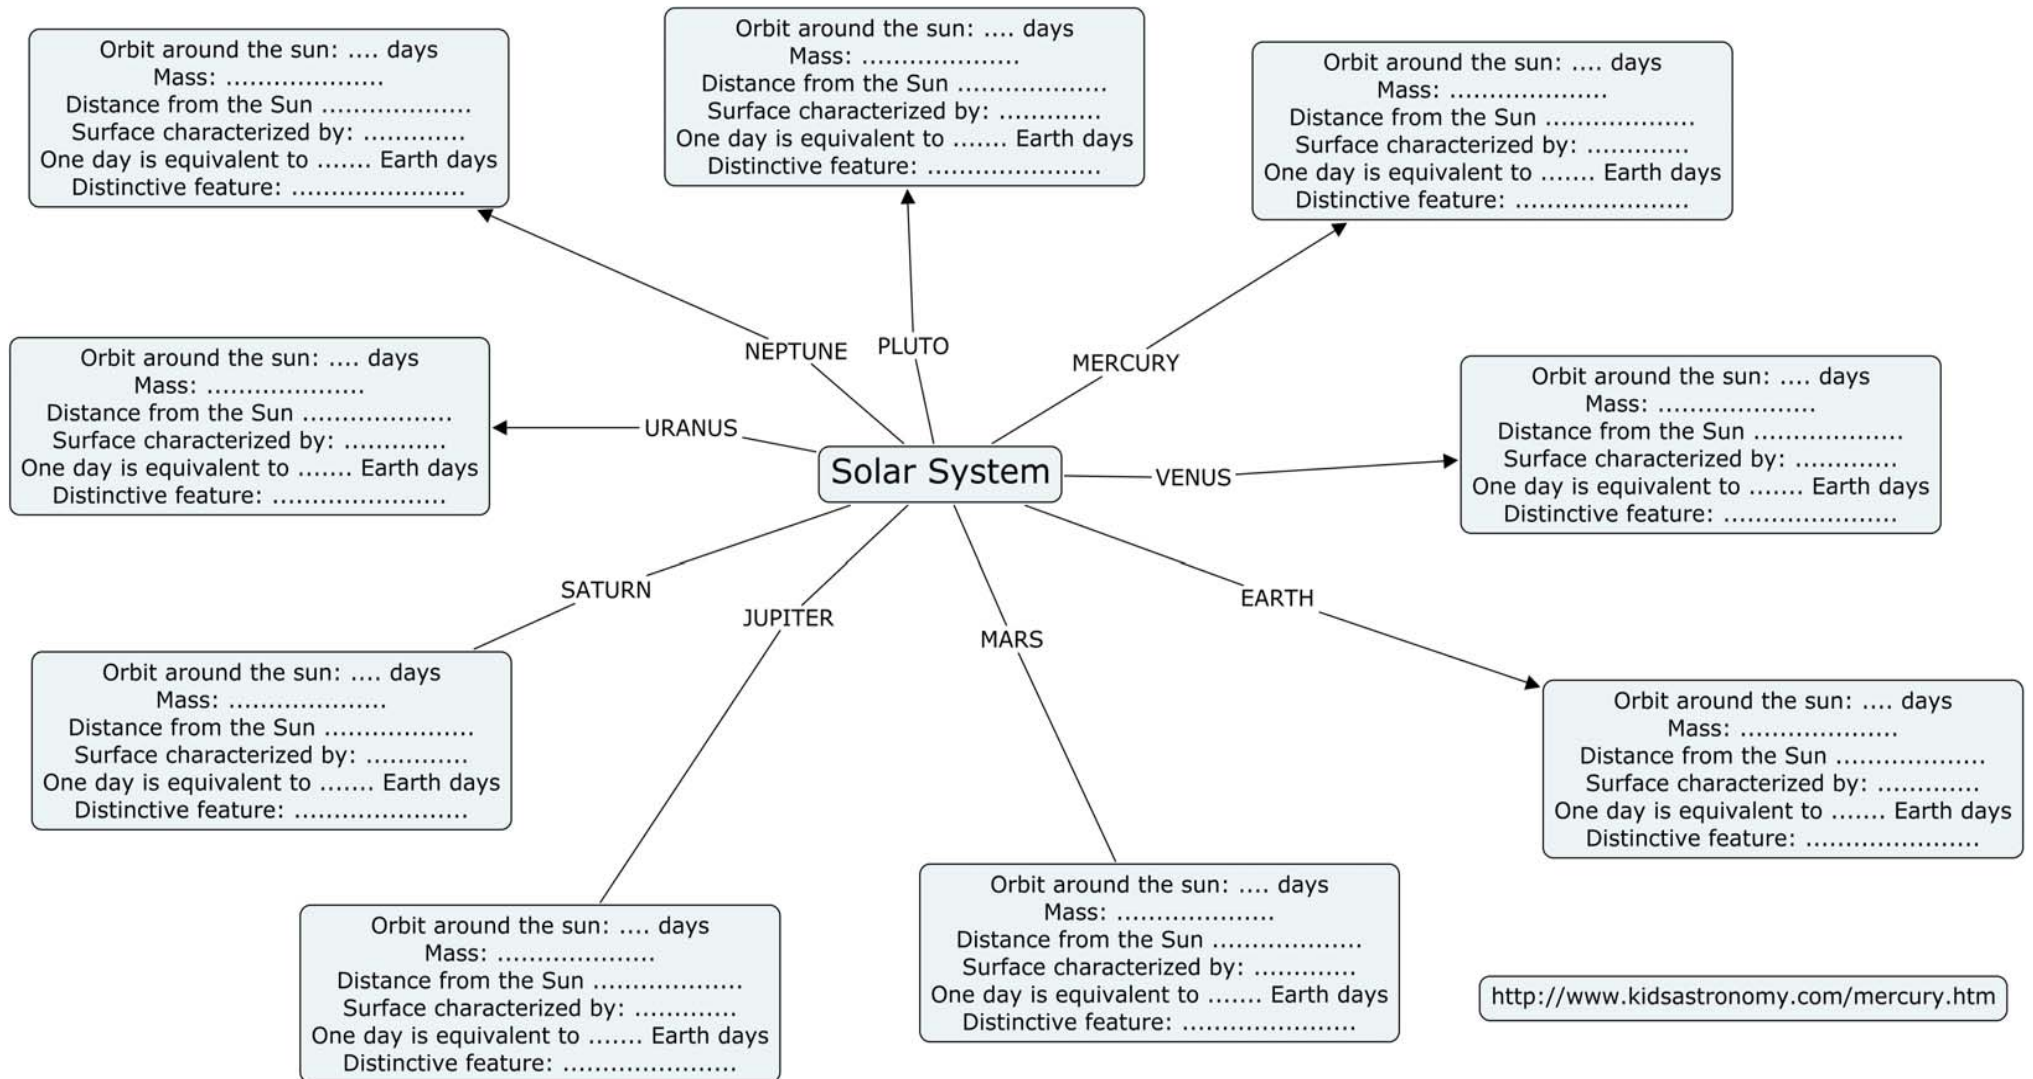 Orbit around the sun: .... days
Mass: ....................
Distance from the Sun ...................
Surface characterized by: .............
One day is equivalent to ....... Earth days
Distinctive feature: ......................
Orbit around the sun: .... days
Mass: ....................
Distance from the Sun ...................
Surface characterized by: .............
One day is equivalent to ....... Earth days
Distinctive feature: ......................
Orbit around the sun: .... days
Mass: ....................
Distance from the Sun ...................
Surface characterized by: .............
One day is equivalent to ....... Earth days
Distinctive feature: ......................
NEPTUNE
PLUTO
MERCURY
Orbit around the sun: .... days
Mass: ....................
Distance from the Sun ...................
Surface characterized by: .............
One day is equivalent to ....... Earth days
Distinctive feature: ......................
URANUS
Solar System
VENUS
Orbit around the sun: .... days
Mass: ....................
Distance from the Sun ...................
Surface characterized by: .............
One day is equivalent to ....... Earth days
Distinctive feature: ......................
SATURN
JUPITER
MARS
EARTH
Orbit around the sun: .... days
Mass: ....................
Distance from the Sun ...................
Surface characterized by: .............
One day is equivalent to ....... Earth days
Distinctive feature: ......................
Orbit around the sun: .... days
Mass: ....................
Distance from the Sun ...................
Surface characterized by: .............
One day is equivalent to ....... Earth days
Distinctive feature: ......................
Orbit around the sun: .... days
Mass: ....................
Distance from the Sun ...................
Surface characterized by: .............
One day is equivalent to ....... Earth days
Distinctive feature: ......................
Orbit around the sun: .... days
Mass: ....................
Distance from the Sun ...................
Surface characterized by: .............
One day is equivalent to ....... Earth days
Distinctive feature: ......................
http://www.kidsastronomy.com/mercury.htm